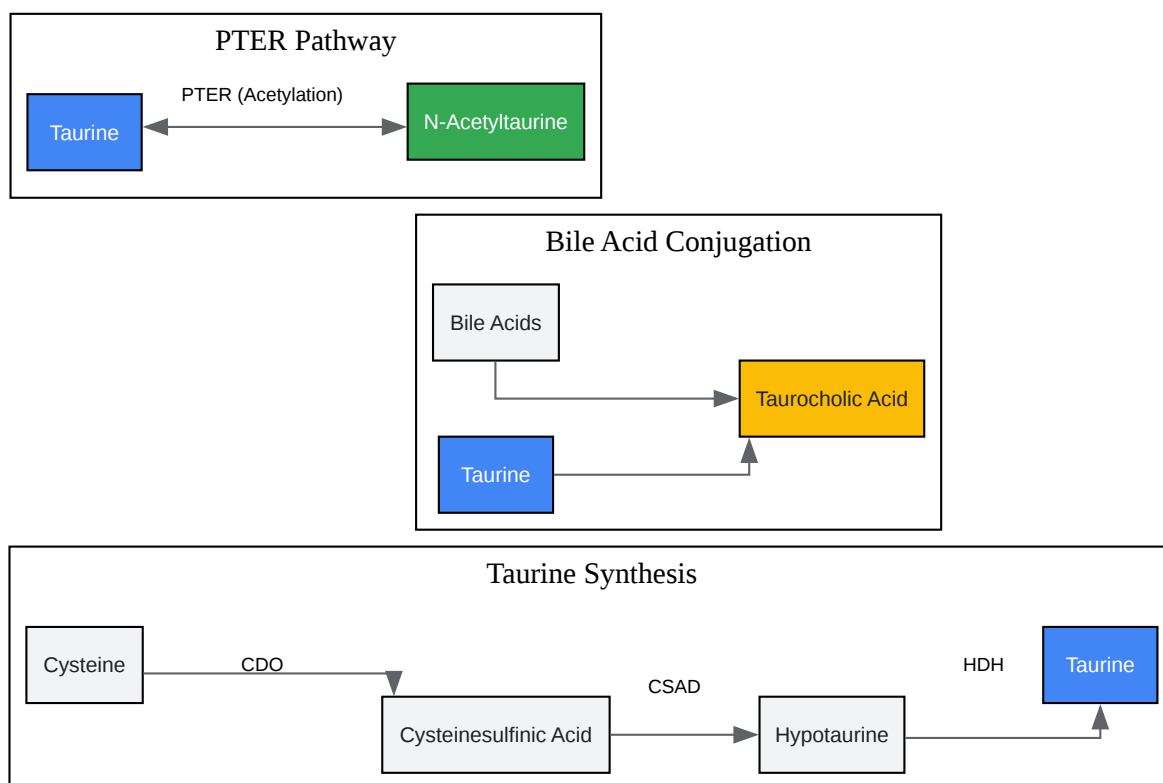 PTER Pathway
PTER (Acetylation)
Taurine
N-Acetyltaurine
Bile Acid Conjugation
Bile Acids
Taurocholic Acid
Taurine
Taurine Synthesis
Cysteine
CDO
Cysteinesulfinic Acid
CSAD
Hypotaurine
HDH
Taurine